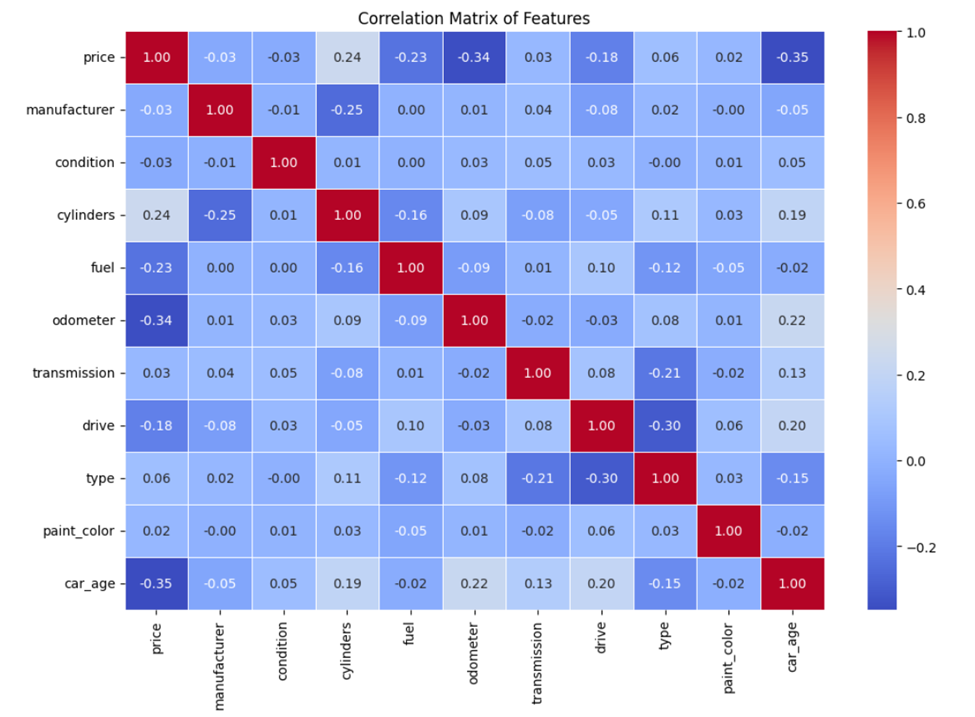 Correlation Matrix of Features
price 1.00 -0.03 -0.03 0.24 -0.23 -0.34 0.03 -0.18 0.06 0.02 -0.35
manufacturer -0.03 1.00 -0.01 -0.25 0.00 0.01 0.04 -0.08 0.02 -0.00 -0.05
condition -0.03 -0.01 1.00 0.01 0.00 0.03 0.05 0.03 -0.00 0.01 0.05
cylinders 0.24 -0.25 0.01 1.00 -0.16 0.09 -0.08 -0.05 0.11 0.03 0.19
fuel -0.23 0.00 0.00 -0.16 1.00 -0.09 0.01 0.10 -0.12 -0.05 -0.02
odometer -0.34 0.01 0.03 0.09 -0.09 1.00 -0.02 -0.03 0.08 0.01 0.22
transmission 0.03 0.04 0.05 -0.08 0.01 -0.02 1.00 0.08 -0.21 -0.02 0.13
drive -0.18 -0.08 0.03 -0.05 0.10 -0.03 0.08 1.00 -0.30 0.06 0.20
type 0.06 0.02 -0.00 0.11 -0.12 0.08 -0.21 -0.30 1.00 0.03 -0.15
paint_color 0.02 -0.00 0.01 0.03 -0.05 0.01 -0.02 0.06 0.03 1.00 -0.02
car_age -0.35 -0.05 0.05 0.19 -0.02 0.22 0.13 0.20 -0.15 -0.02 1.00
price
manufacturer
condition
cylinders
fuel
odometer
transmission
drive
type
paint_color
car_age
1.0
0.8
0.6
0.4
0.2
0.0
−0.2